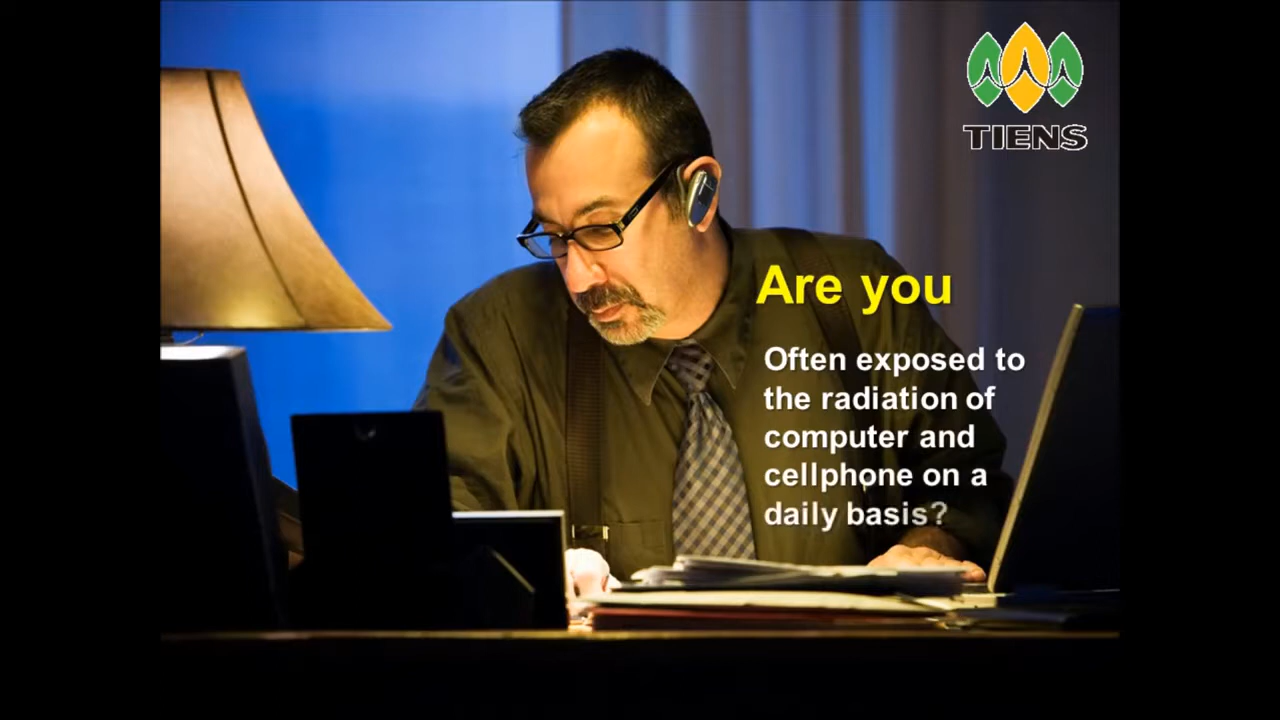 TIENS
Are you
Often exposed to
the radiation of
computer and
cellphone on a
daily basis?